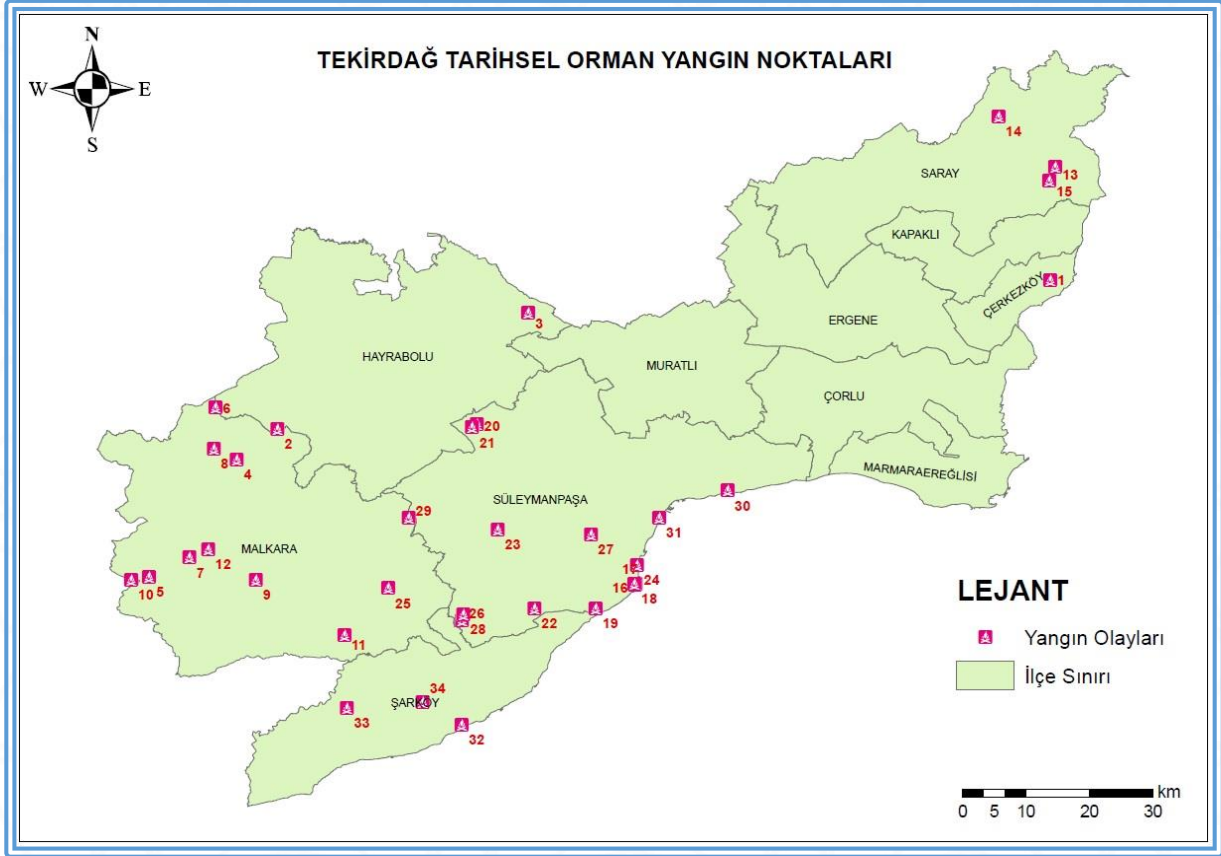 TEKİRDAĞ TARİHSEL ORMAN YANGIN NOKTALARI
N
W E
S
14
13
SARAY
15
KAPAKLI
1
ÇERKEZKÖY
3
ERGENE
HAYRABOLU
MURATLI
ÇORLU
6
2
20
21
8
4
MARMARAEREĞLİSİ
SÜLEYMANPAŞA
30
29
31
23
27
12
MALKARA
7
17
24
10
5
9
16
18
25
26
28
22
19
11
34
ŞARKÖY
33
32
LEJANT
Yangın Olayları
İlçe Sınırı
km
0 5 10 20 30